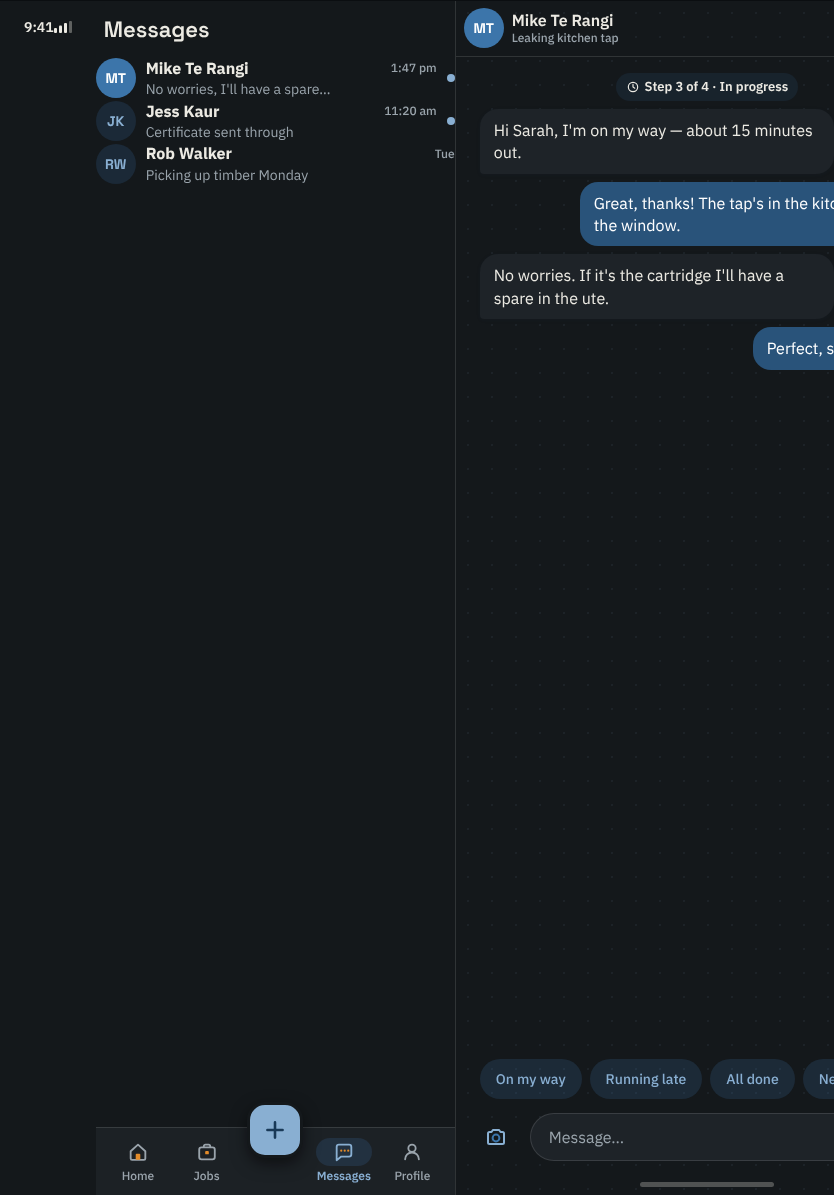 9:41
Messages
MT
Mike Te Rangi
1:47 pm
No worries, I'll have a spare...
JK
Jess Kaur
11:20 am
Certificate sent through
RW
Rob Walker
Tue
Picking up timber Monday
Home
Jobs
Messages
Profile
MT
Mike Te Rangi
Leaking kitchen tap
Step 3 of 4 · In progress
Hi Sarah, I'm on my way — about 15 minutes
out.
Great, thanks! The tap's in the
the window.
No worries. If it's the cartridge I'll have a
spare in the ute.
Perfect,
On my way
Running late
All done
Message...